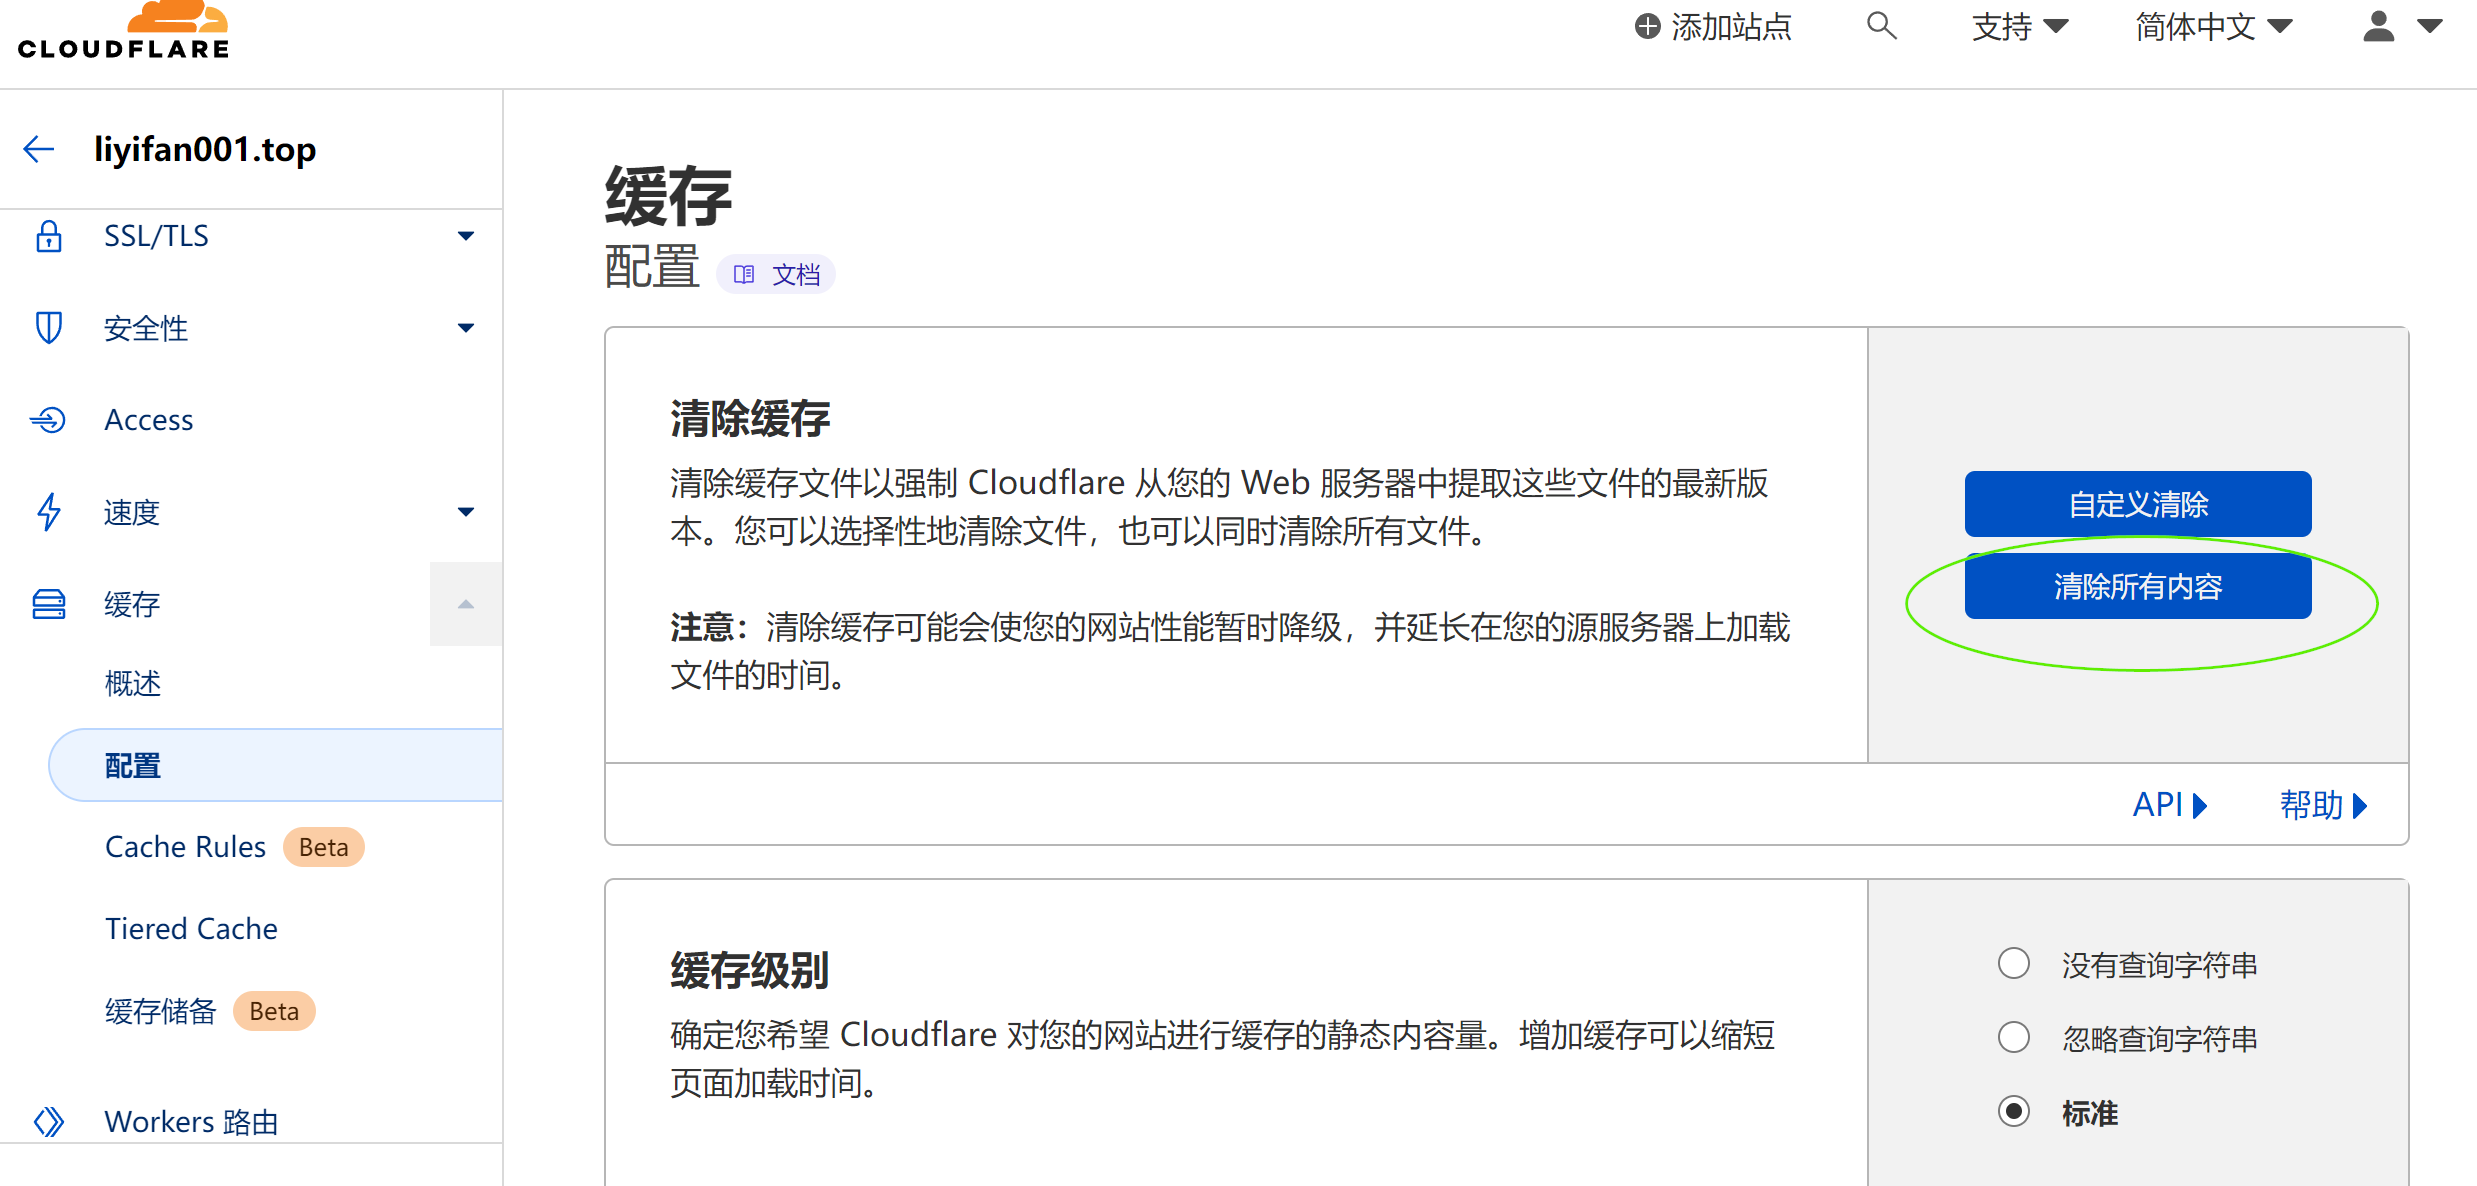 CLOUDFLARE
添加站点
支持
简体中文
liyifan001.top
SSL/TLS
安全性
Access
速度
缓存
概述
配置
Cache Rules Beta
Tiered Cache
缓存储备 Beta
Workers 路由
缓存
配置 文档
清除缓存
清除缓存文件以强制 Cloudflare 从您的 Web 服务器中提取这些文件的最新版
本。您可以选择性地清除文件，也可以同时清除所有文件。
注意：清除缓存可能会使您的网站性能暂时降级，并延长在您的源服务器上加载
文件的时间。
自定义清除
清除所有内容
API
帮助
缓存级别
确定您希望 Cloudflare 对您的网站进行缓存的静态内容量。增加缓存可以缩短
页面加载时间。
没有查询字符串
忽略查询字符串
标准